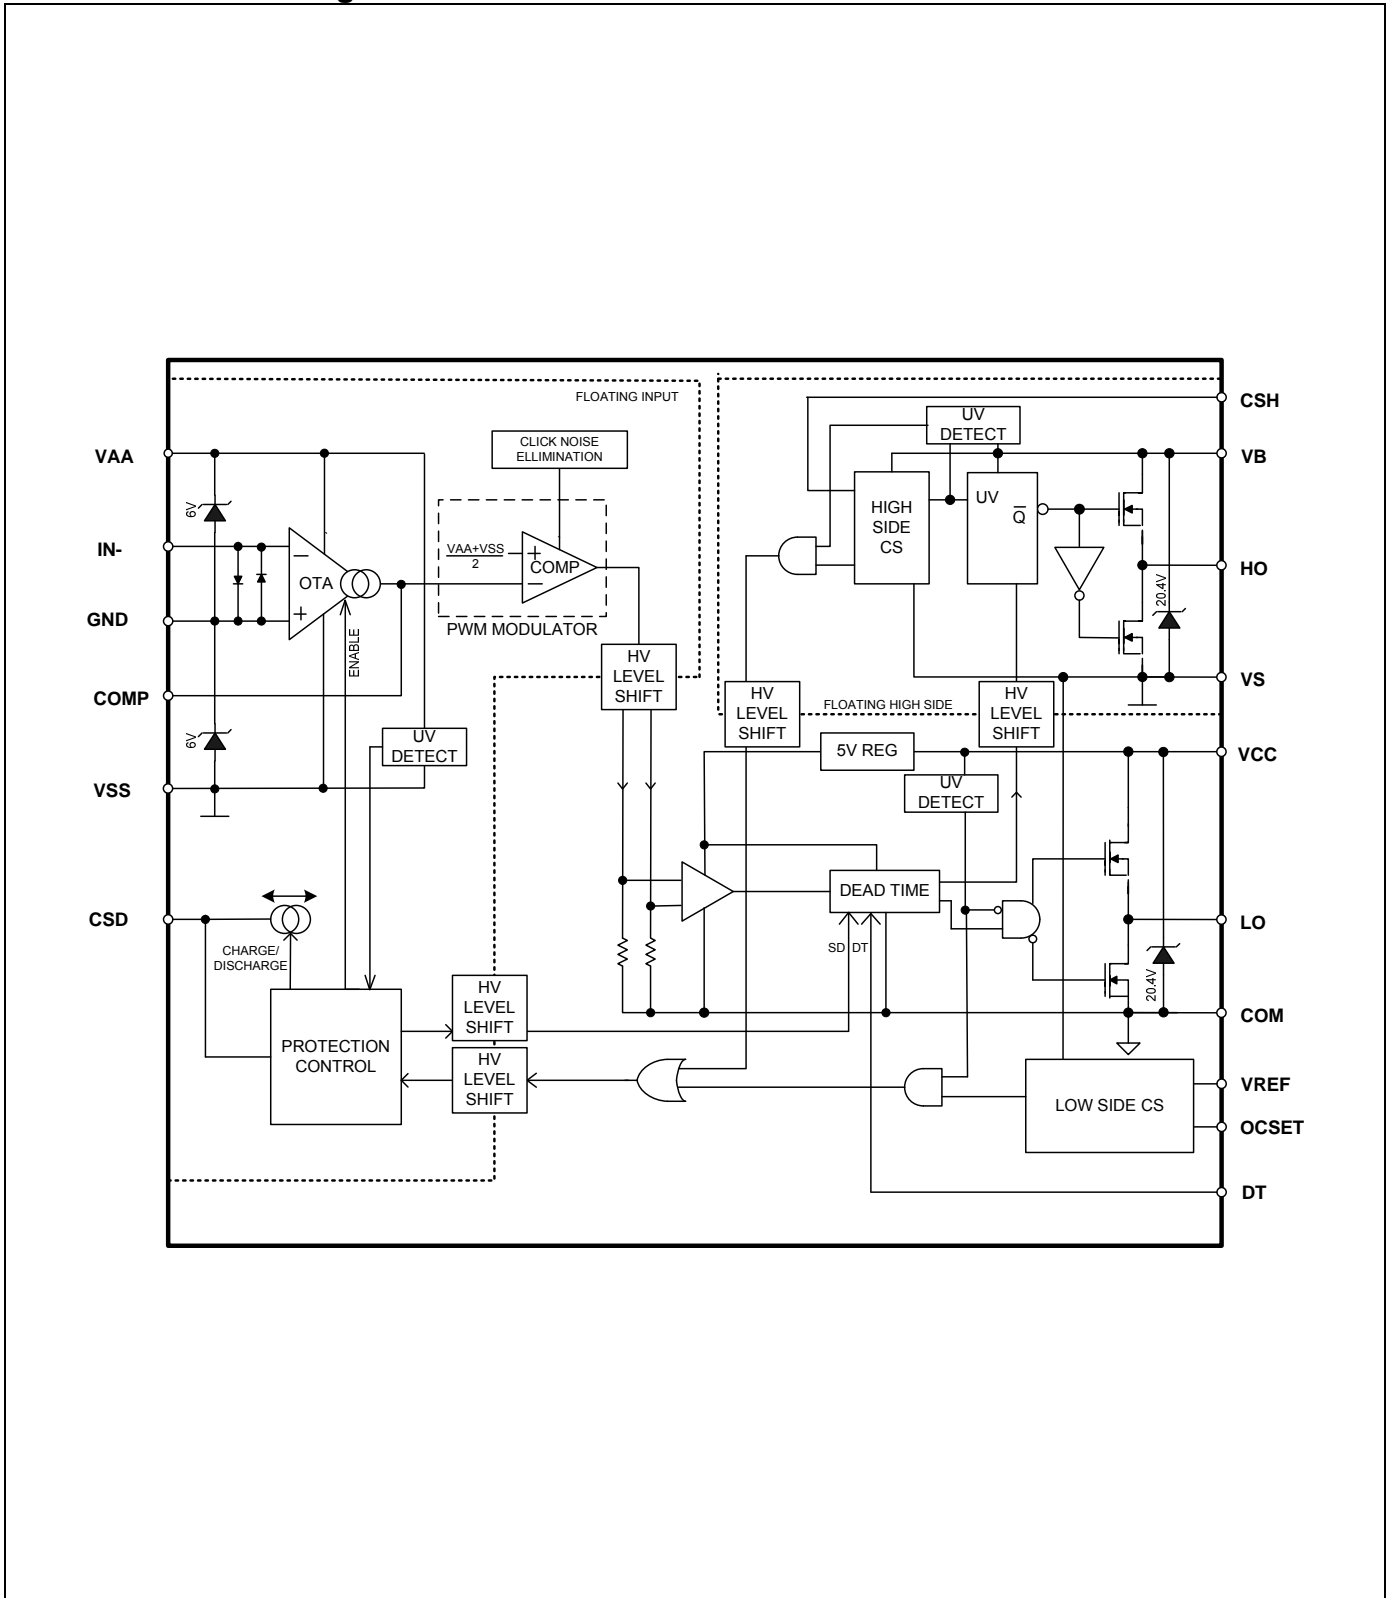 FLOATING INPUT
CSH
UV
DETECT
CLICK NOISE
ELLIMINATION
VAA
VB
6V
HIGH
SIDE
CS
UV
Q
IN-
VAA+VSS
2
+
−
COMP
−
OTA
+
HO
20.4V
GND
PWM MODULATOR
ENABLE
HV
LEVEL
SHIFT
COMP
VS
HV
LEVEL
SHIFT
FLOATING HIGH SIDE
HV
LEVEL
SHIFT
6V
UV
DETECT
5V REG
VCC
VSS
UV
DETECT
DEAD TIME
CSD
LO
SD
DT
CHARGE/
DISCHARGE
20.4V
HV
LEVEL
SHIFT
COM
PROTECTION
CONTROL
HV
LEVEL
SHIFT
VREF
LOW SIDE CS
OCSET
DT